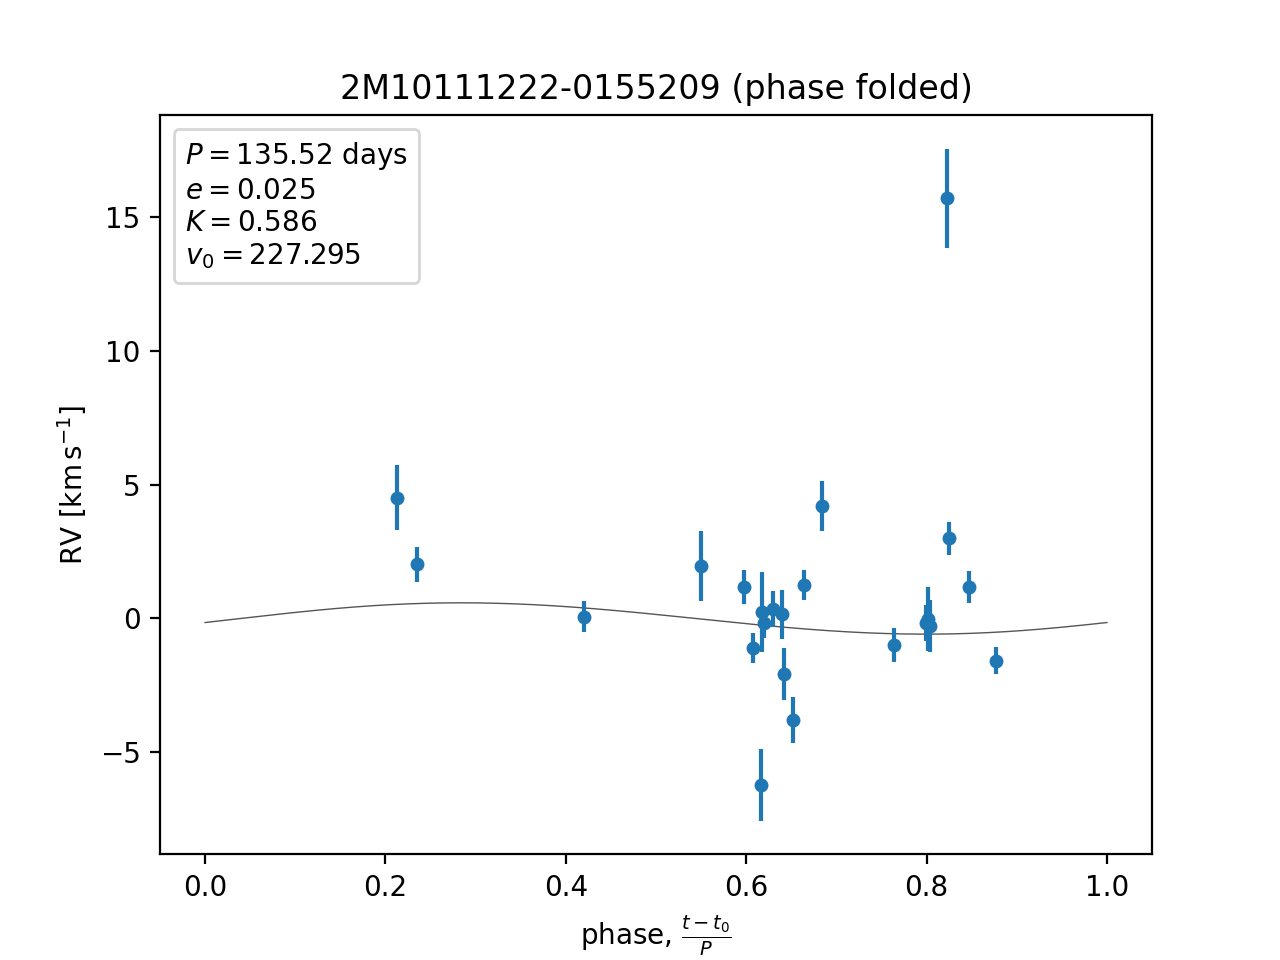 2M10111222-0155209 (phase folded)
P = 135.52 days
e = 0.025
K = 0.586
v₀ = 227.295
15
10
5
0
−5
RV [km s⁻¹]
0.0 0.2 0.4 0.6 0.8 1.0
phase, (t − t₀)/P